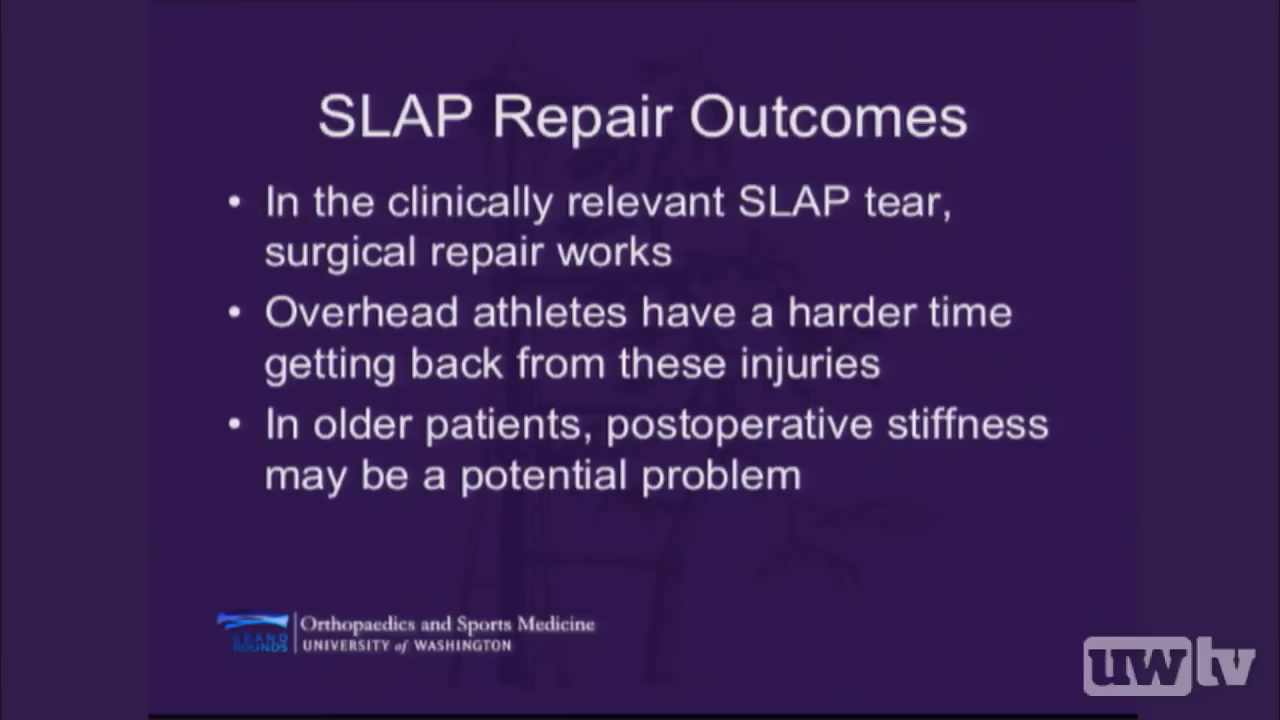 SLAP Repair Outcomes
• In the clinically relevant SLAP tear,
surgical repair works
• Overhead athletes have a harder time
getting back from these injuries
• In older patients, postoperative stiffness
may be a potential problem
GRAND
ROUNDS
Orthopaedics and Sports Medicine
UNIVERSITY of WASHINGTON
uwtv